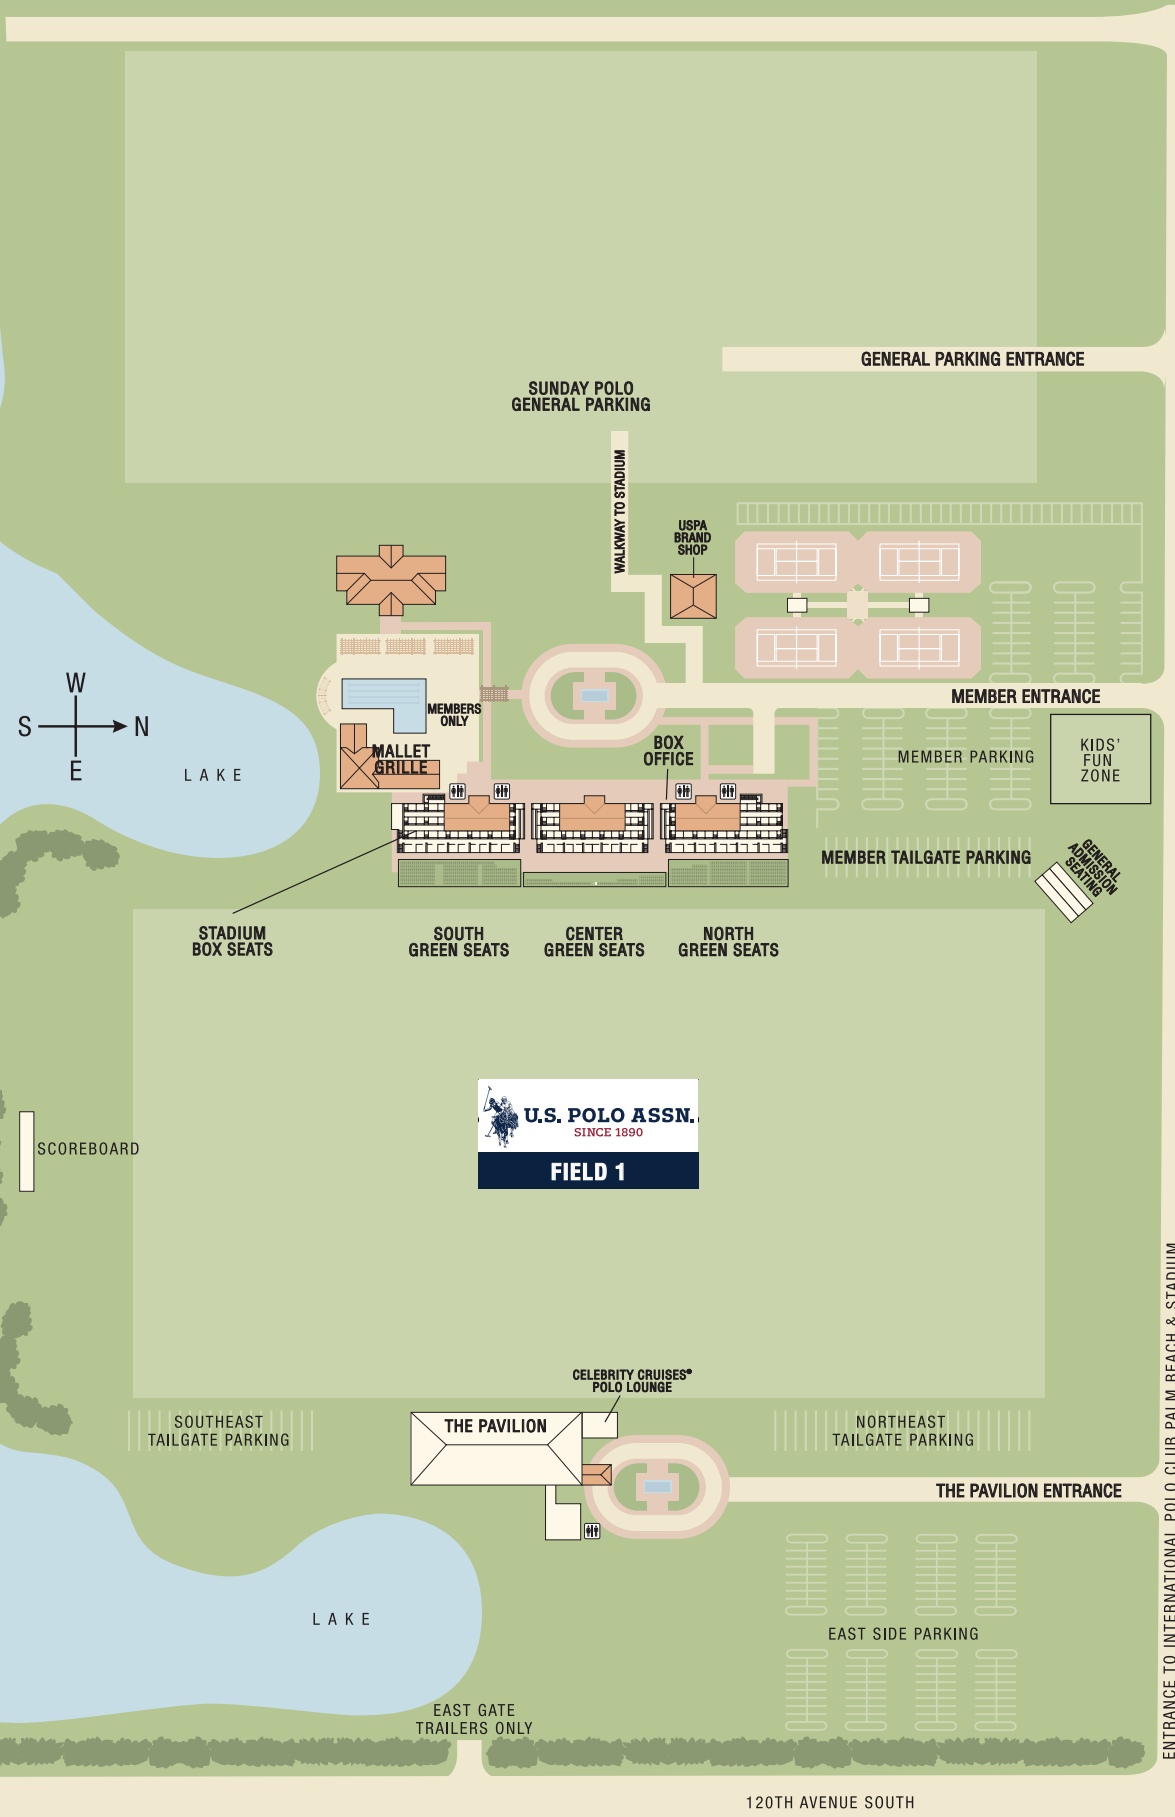 GENERAL PARKING ENTRANCE
SUNDAY POLO
GENERAL PARKING
WALKWAY TO STADIUM
USPA
BRAND
SHOP
W
S
N
E
LAKE
MEMBERS
ONLY
MALLET
GRILLE
BOX
OFFICE
MEMBER ENTRANCE
MEMBER PARKING
KIDS'
FUN
ZONE
MEMBER TAILGATE PARKING
GENERAL
ADMISSION
SEATING
STADIUM
BOX SEATS
SOUTH
GREEN SEATS
CENTER
GREEN SEATS
NORTH
GREEN SEATS
U.S. POLO ASSN.
SINCE 1890
FIELD 1
SCOREBOARD
CELEBRITY CRUISES®
POLO LOUNGE
SOUTHEAST
TAILGATE PARKING
THE PAVILION
NORTHEAST
TAILGATE PARKING
THE PAVILION ENTRANCE
LAKE
EAST SIDE PARKING
EAST GATE
TRAILERS ONLY
ENTRANCE TO INTERNATIONAL POLO CLUB PALM BEACH & STADIUM
120TH AVENUE SOUTH